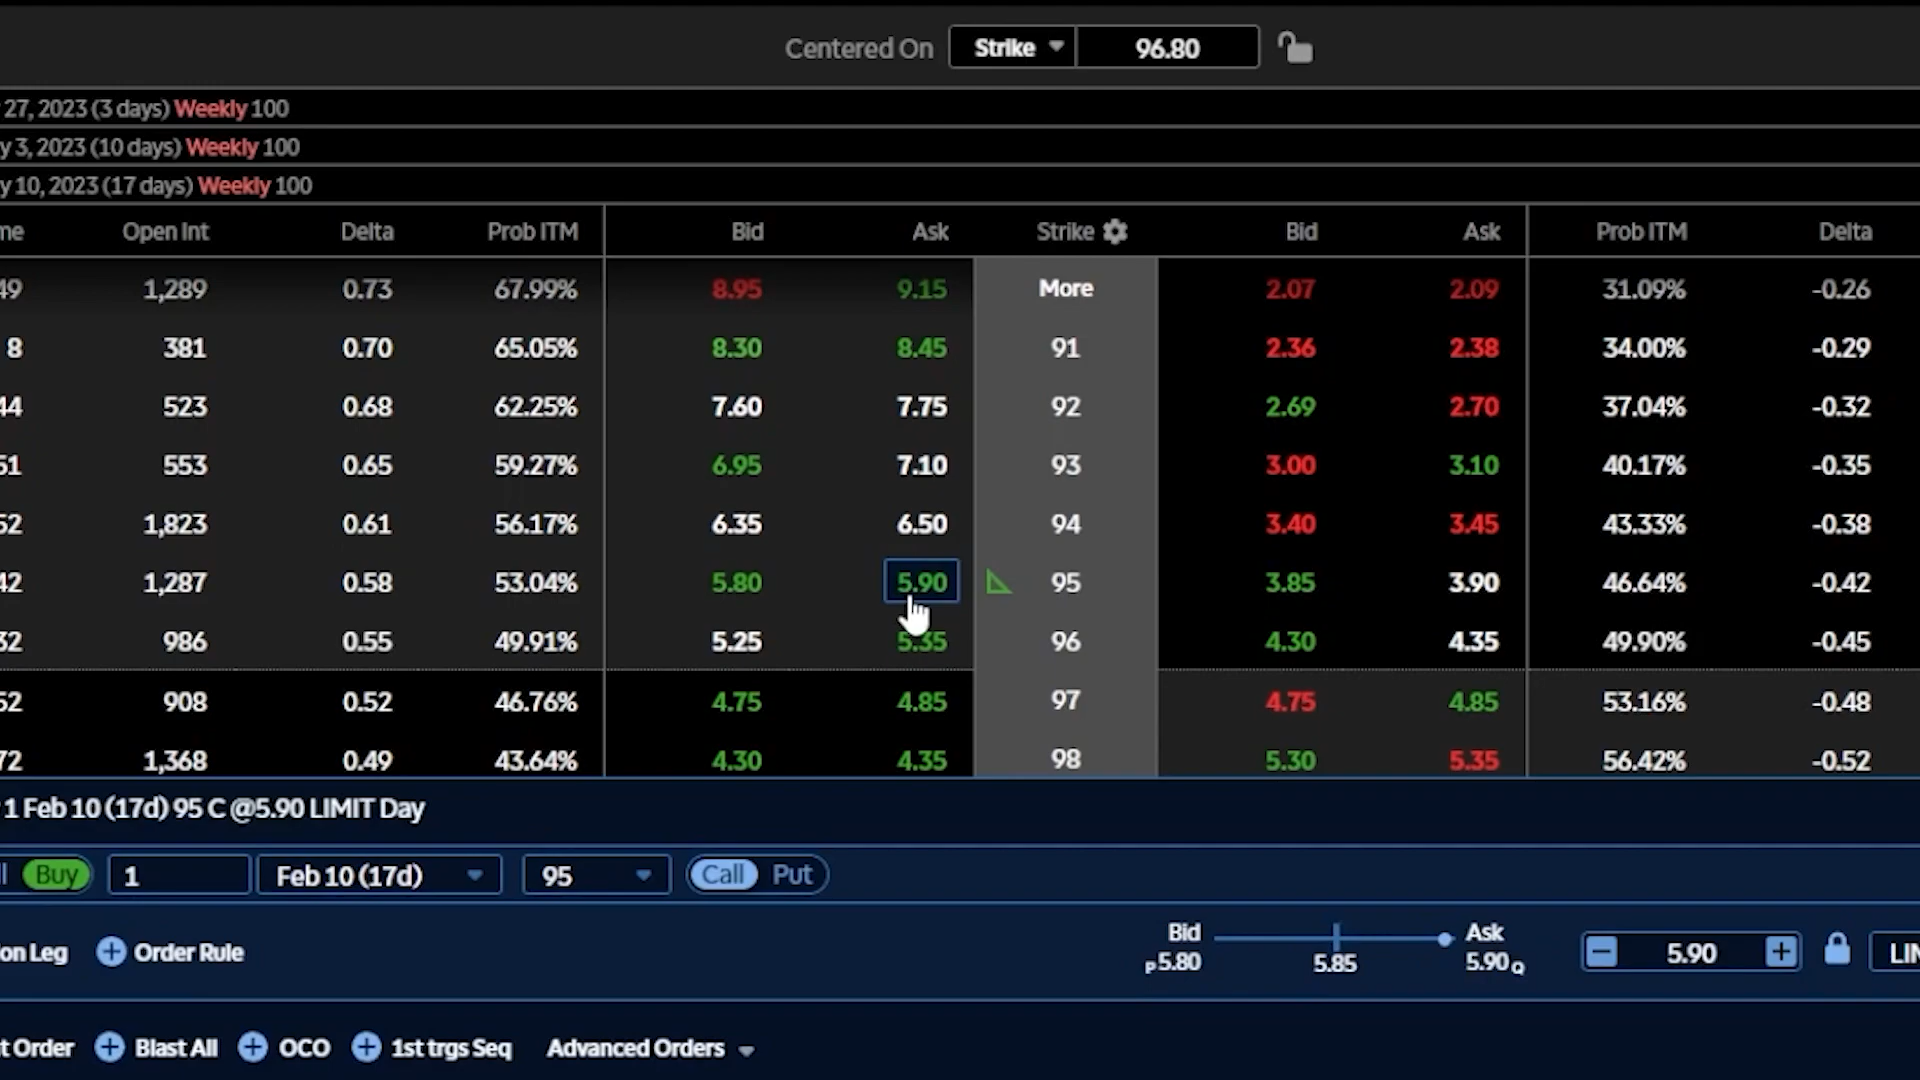 Centered On Strike 96.80
27, 2023 (3 days) Weekly 100
y 3, 2023 (10 days) Weekly 100
y 10, 2023 (17 days) Weekly 100
me Open Int Delta Prob ITM Bid Ask Strike Bid Ask Prob ITM Delta
49 1,289 0.73 67.99% 8.95 9.15 More 2.07 2.09 31.09% -0.26
8 381 0.70 65.05% 8.30 8.45 91 2.36 2.38 34.00% -0.29
44 523 0.68 62.25% 7.60 7.75 92 2.69 2.70 37.04% -0.32
51 553 0.65 59.27% 6.95 7.10 93 3.00 3.10 40.17% -0.35
52 1,823 0.61 56.17% 6.35 6.50 94 3.40 3.45 43.33% -0.38
42 1,287 0.58 53.04% 5.80 5.90 95 3.85 3.90 46.64% -0.42
32 986 0.55 49.91% 5.25 5.35 96 4.30 4.35 49.90% -0.45
52 908 0.52 46.76% 4.75 4.85 97 4.75 4.85 53.16% -0.48
72 1,368 0.49 43.64% 4.30 4.35 98 5.30 5.35 56.42% -0.52
1 Feb 10 (17d) 95 C @5.90 LIMIT Day
l Buy 1 Feb 10 (17d) 95 Call Put
on Leg Order Rule Bid Ask
P 5.80 5.85 5.90 Q 5.90 LIN
t Order Blast All OCO 1st trgs Seq Advanced Orders